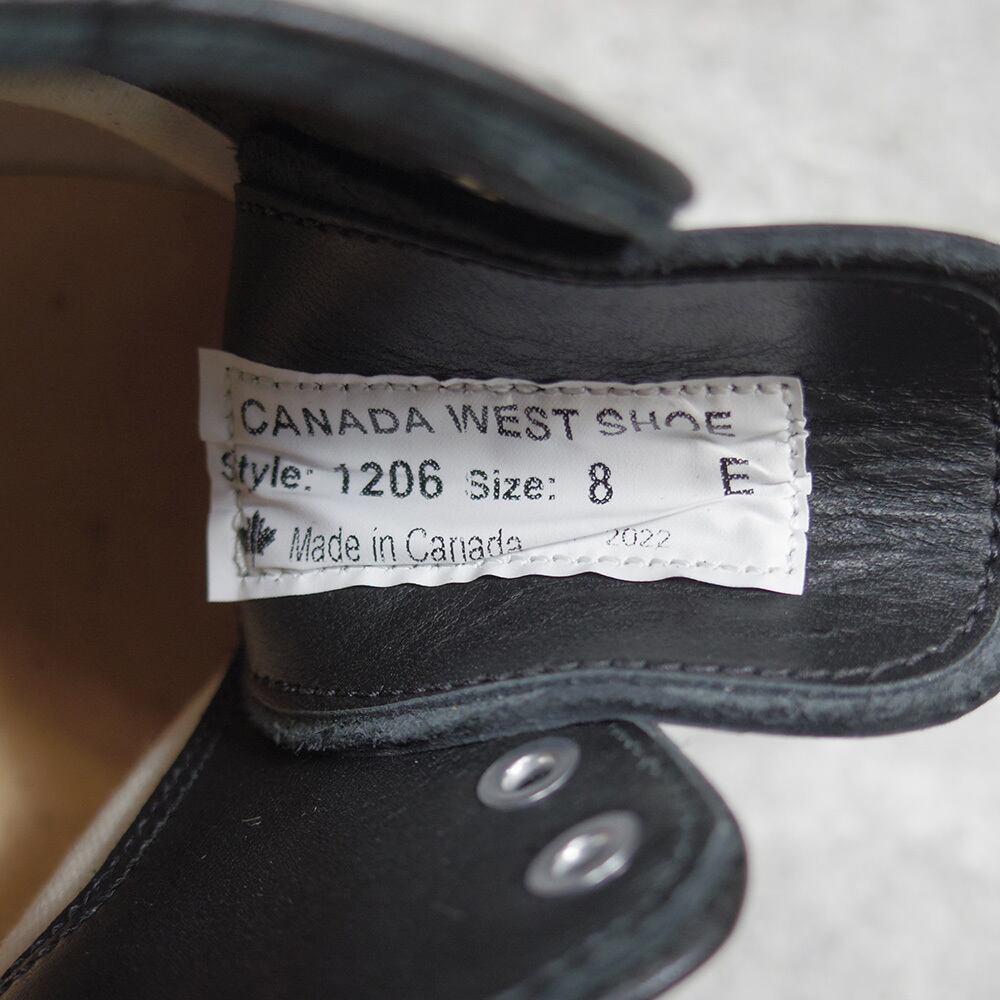 CANADA WEST SHOE
Style: 1206 Size: 8 E
Made in Canada 2022